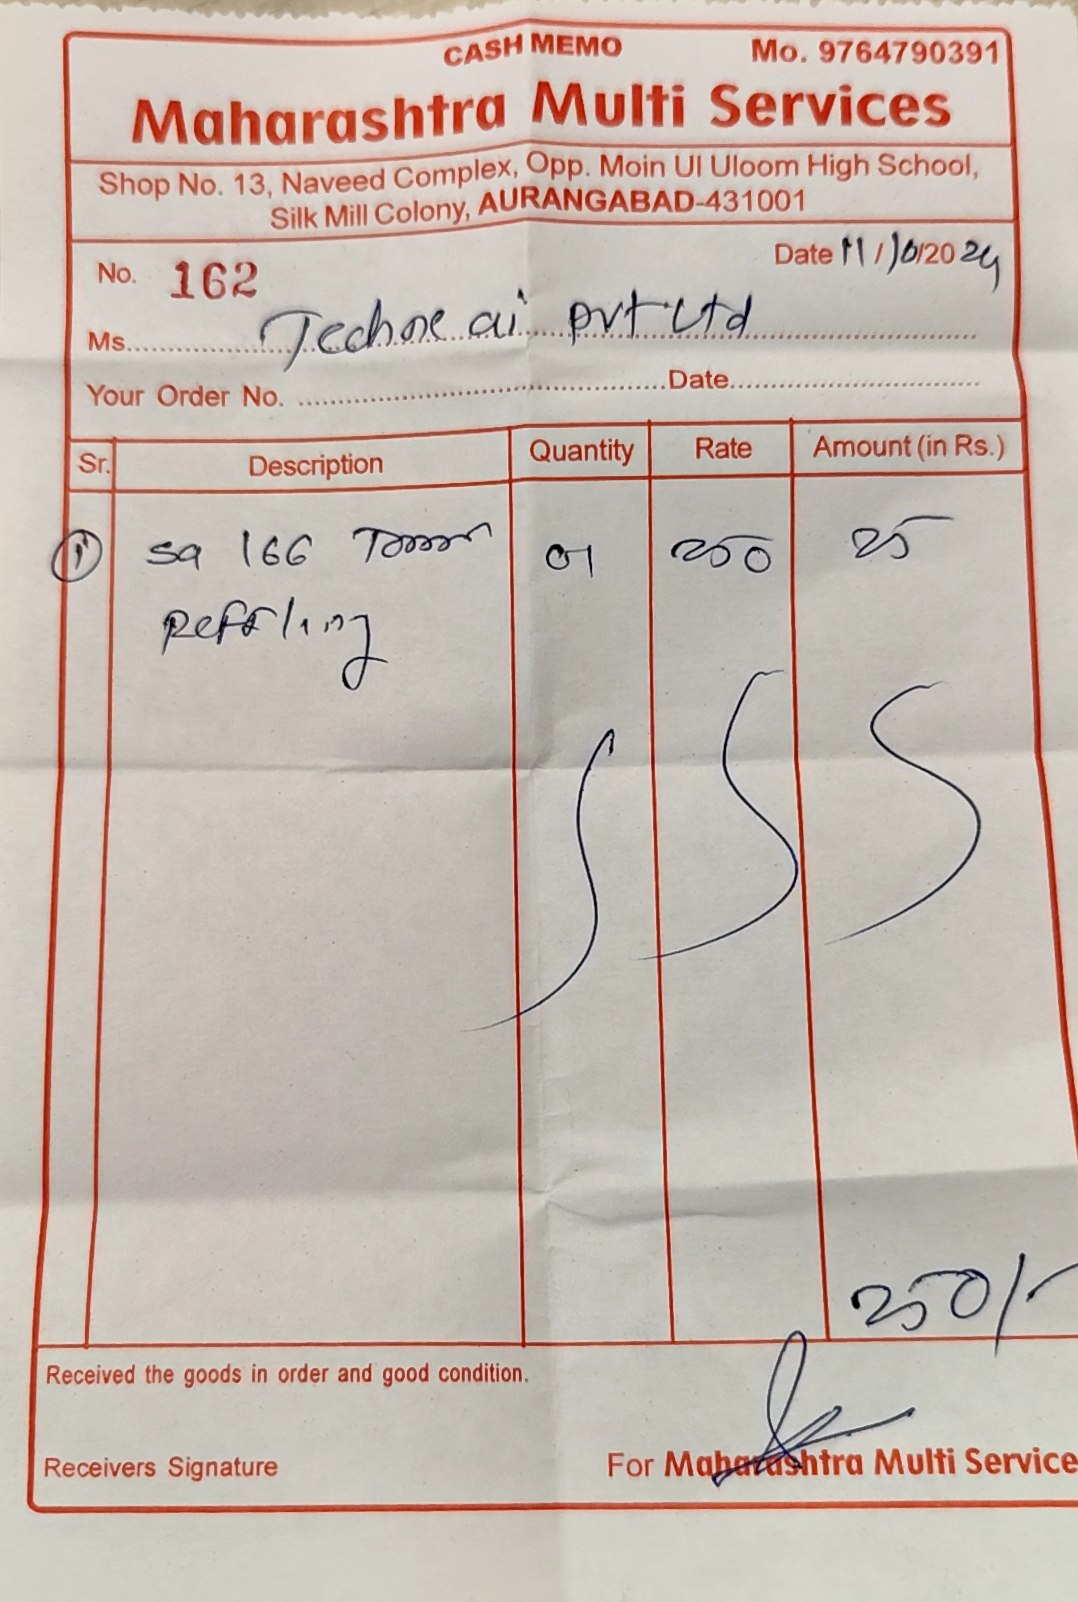 CASH MEMO Mo. 9764790391
Maharashtra Multi Services
Shop No. 13, Naveed Complex, Opp. Moin Ul Uloom High School,
Silk Mill Colony, AURANGABAD-431001
No. 162 Date 11/10/2024
Ms. Techne ai pvt Ltd
Your Order No. Date
Sr. Description Quantity Rate Amount (in Rs.)
1 sa 166 Toner 01 250 25
Refilling
250/-
Received the goods in order and good condition.
Receivers Signature For Maharashtra Multi Service